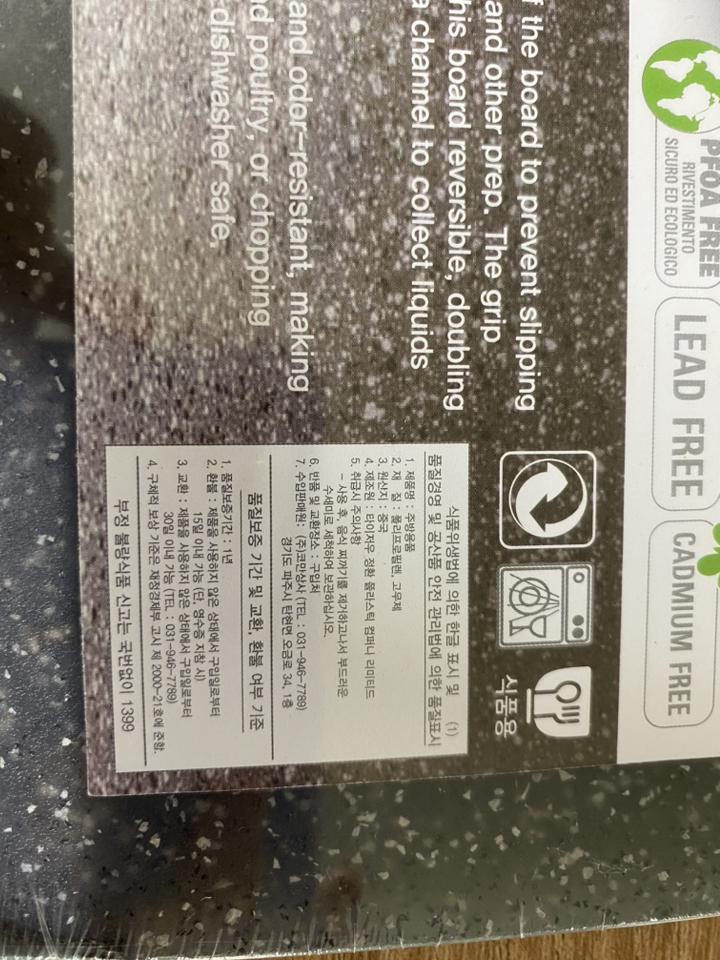 PFOA FREE
RIVESTIMENTO
SICURO ED ECOLOGICO
LEAD FREE
CADMIUM FREE
f the board to prevent slipping
and other prep. The grip
his board reversible, doubling
a channel to collect liquids
and odor-resistant, making
d poultry, or chopping
dishwasher safe.
식품용
식품위생법에 의한 한글 표시 및 (1)
품질경영 및 공산품 안전 관리법에 의한 품질표시
1. 제품명 : 주방용품
2. 재 질 : 폴리프로필렌, 고무제
3. 원산지 : 중국
4. 제조원 : 타이저우 정환 플라스틱 컴퍼니 리미티드
5. 취급시 주의사항
- 사용 후, 음식 찌꺼기를 제거하고나서 부드러운
수세미로 세척하여 보관하십시오.
6. 반품 및 교환장소 : 구입처
7. 수입판매원: (주)코만상사 (TEL : 031-946-7789)
경기도 파주시 탄현면 오금로 34, 1층
품질보증 기간 및 교환, 환불 여부 기준
1. 품질보증기간 : 1년
2. 환불 : 제품을 사용하지 않은 상태에서 구입일로부터
15일 이내 가능 (단, 영수증 지참 시)
3. 교환 : 제품을 사용하지 않은 상태에서 구입일로부터
30일 이내 가능 (TEL : 031-946-7789)
4. 구체적 보상 기준은 재정경제부 고시 제 2000-21호에 준함.
부정 불량식품 신고는 국번없이 1399